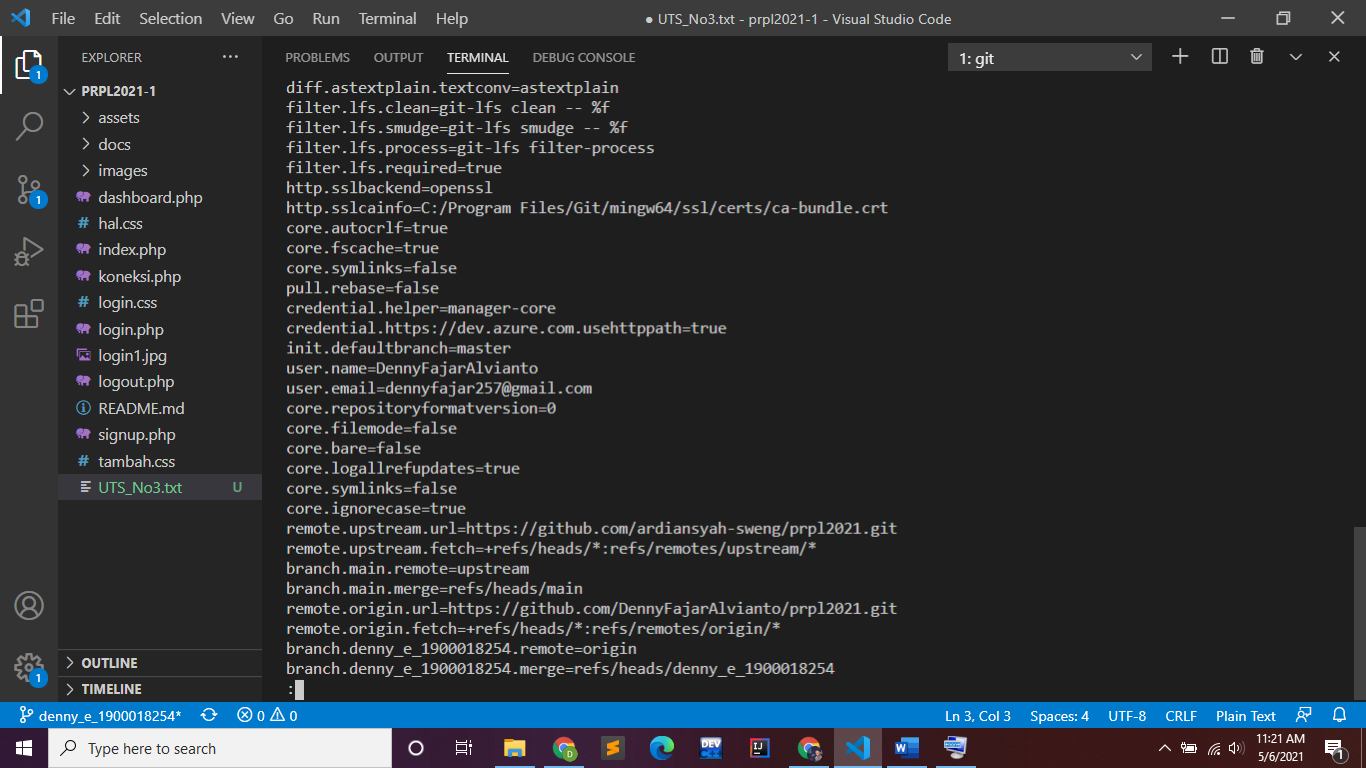 File Edit Selection View Go Run Terminal Help
● UTS_No3.txt - prpl2021-1 - Visual Studio Code
EXPLORER
PRPL2021-1
assets
docs
images
dashboard.php
hal.css
index.php
koneksi.php
login.css
login.php
login1.jpg
logout.php
README.md
signup.php
tambah.css
UTS_No3.txt U
OUTLINE
TIMELINE
1
1
1
PROBLEMS OUTPUT TERMINAL DEBUG CONSOLE
1: git
diff.astextplain.textconv=astextplain
filter.lfs.clean=git-lfs clean -- %f
filter.lfs.smudge=git-lfs smudge -- %f
filter.lfs.process=git-lfs filter-process
filter.lfs.required=true
http.sslbackend=openssl
http.sslcainfo=C:/Program Files/Git/mingw64/ssl/certs/ca-bundle.crt
core.autocrlf=true
core.fscache=true
core.symlinks=false
pull.rebase=false
credential.helper=manager-core
credential.https://dev.azure.com.usehttppath=true
init.defaultbranch=master
user.name=DennyFajarAlvianto
user.email=dennyfajar257@gmail.com
core.repositoryformatversion=0
core.filemode=false
core.bare=false
core.logallrefupdates=true
core.symlinks=false
core.ignorecase=true
remote.upstream.url=https://github.com/ardiansyah-sweng/prpl2021.git
remote.upstream.fetch=+refs/heads/*:refs/remotes/upstream/*
branch.main.remote=upstream
branch.main.merge=refs/heads/main
remote.origin.url=https://github.com/DennyFajarAlvianto/prpl2021.git
remote.origin.fetch=+refs/heads/*:refs/remotes/origin/*
branch.denny_e_1900018254.remote=origin
branch.denny_e_1900018254.merge=refs/heads/denny_e_1900018254
:
denny_e_1900018254* 0 0
Ln 3, Col 3 Spaces: 4 UTF-8 CRLF Plain Text
Type here to search
D
DEV
C++
IJ
W
11:21 AM
5/6/2021
1